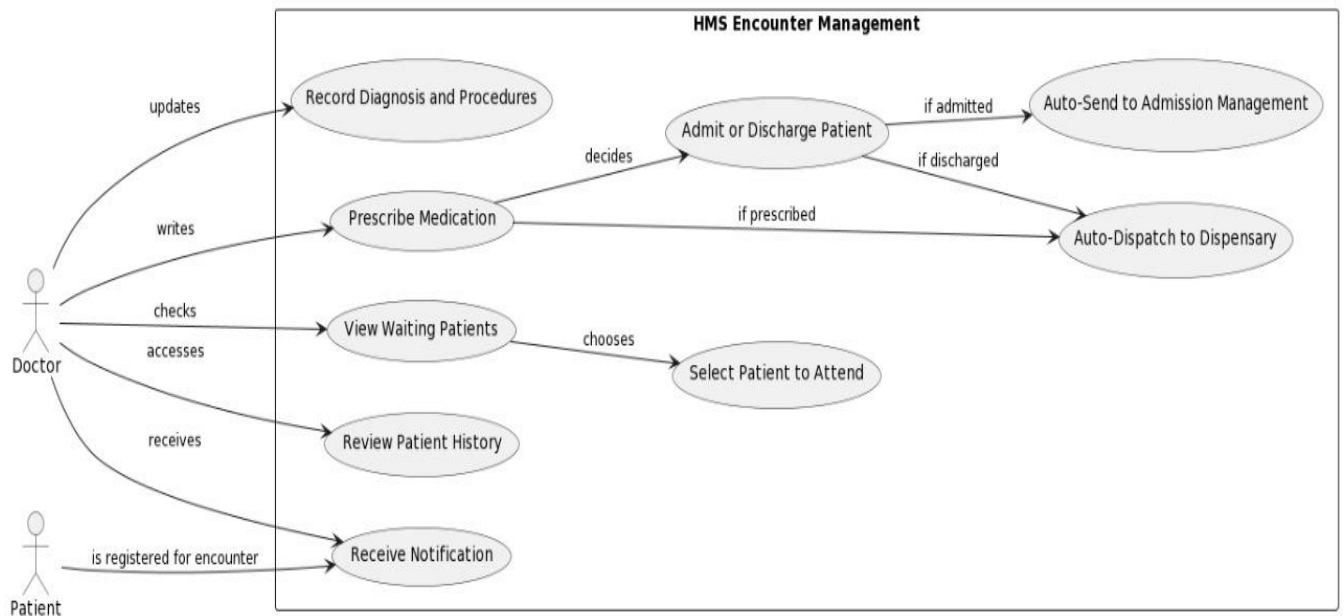 HMS Encounter Management
updates
Record Diagnosis and Procedures
Admit or Discharge Patient
if admitted
Auto-Send to Admission Management
decides
if discharged
writes
Prescribe Medication
if prescribed
Auto-Dispatch to Dispensary
checks
View Waiting Patients
chooses
Select Patient to Attend
Doctor
accesses
Review Patient History
receives
is registered for encounter
Receive Notification
Patient